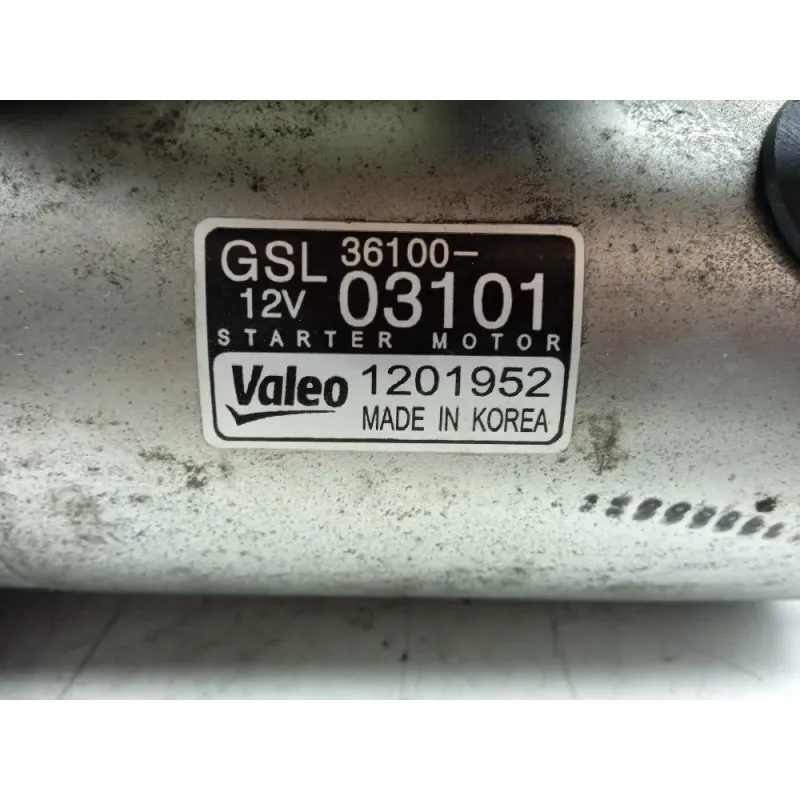 GSL 36100-
12V 03101
STARTER MOTOR
Valeo 1201952
MADE IN KOREA